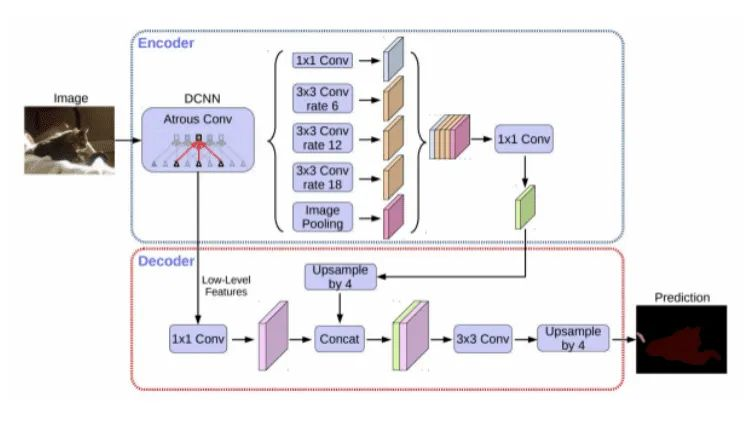 Encoder
Image
DCNN
Atrous Conv
1x1 Conv
3x3 Conv
rate 6
3x3 Conv
rate 12
3x3 Conv
rate 18
Image
Pooling
1x1 Conv
Decoder
Low-Level
Features
Upsample
by 4
1x1 Conv
Concat
3x3 Conv
Upsample
by 4
Prediction